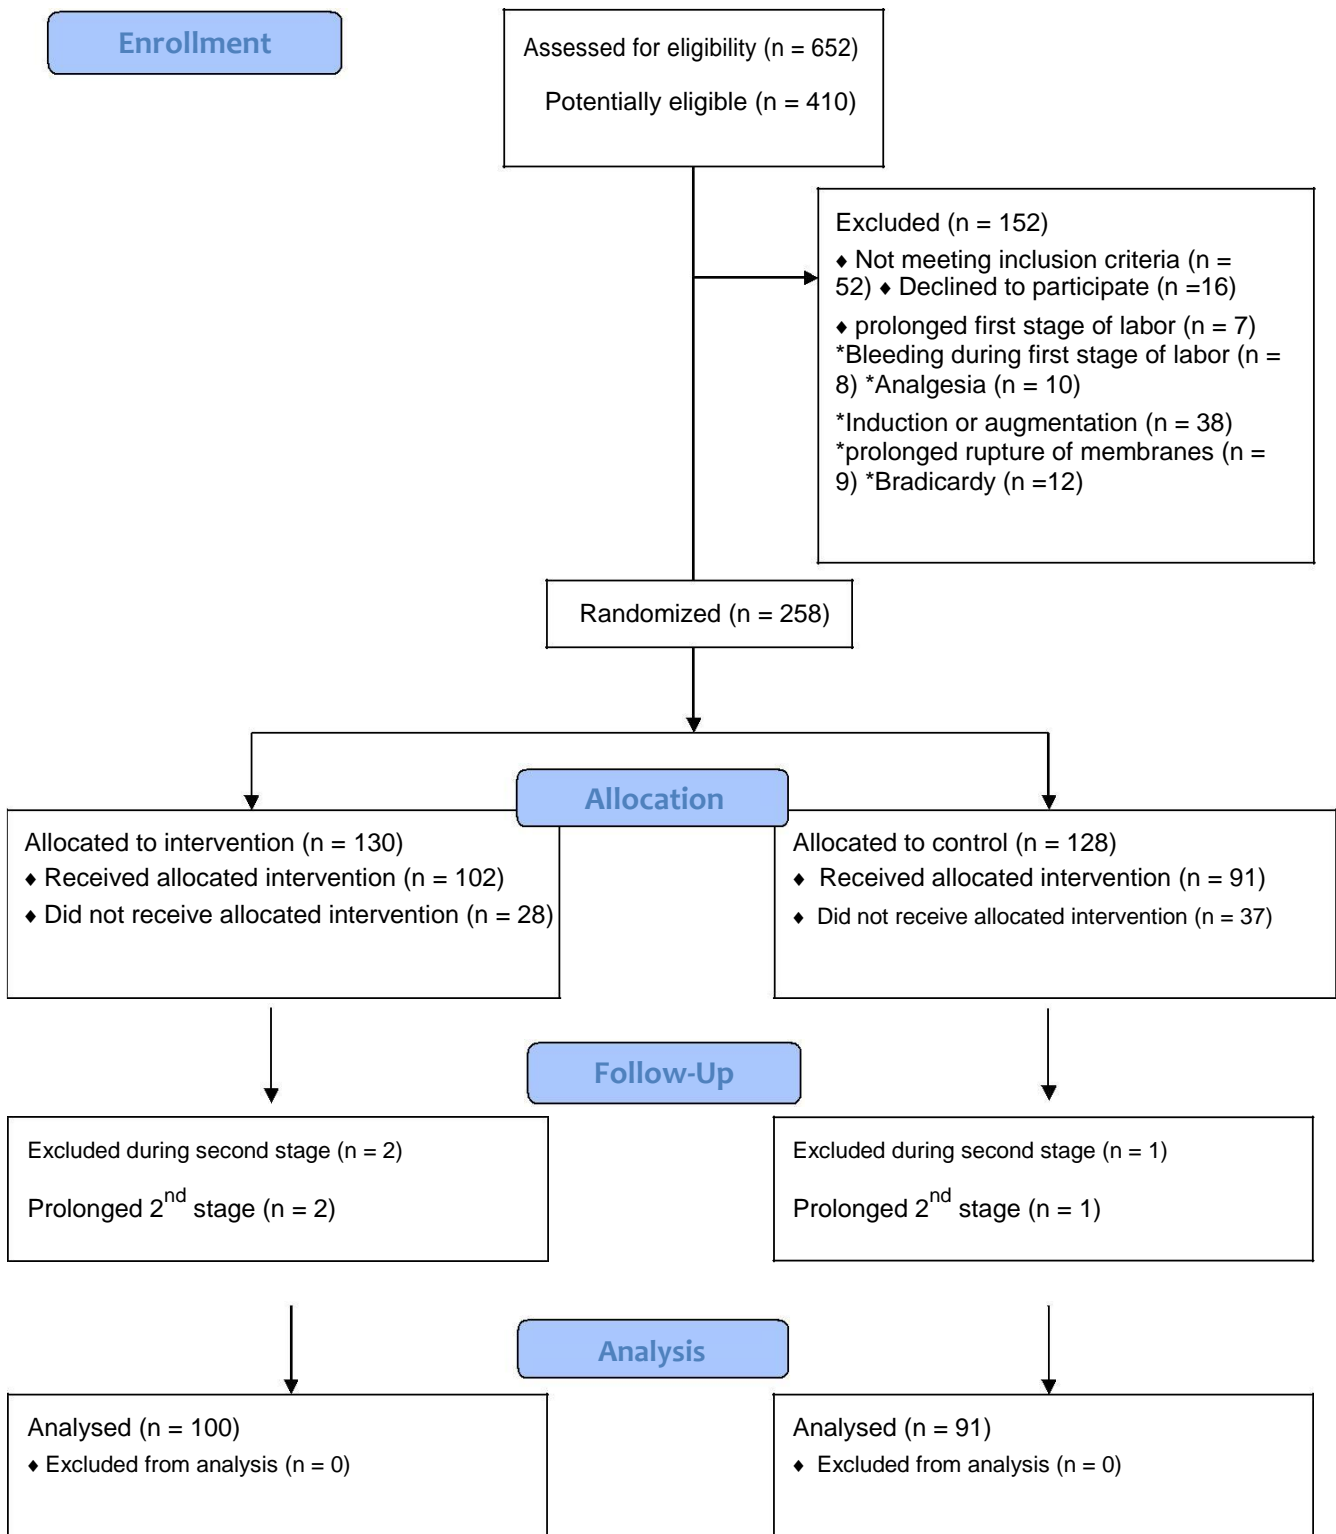 Enrollment
Assessed for eligibility (n = 652)
Potentially eligible (n = 410)
Excluded (n = 152)
♦ Not meeting inclusion criteria (n =
52) ♦ Declined to participate (n =16)
♦ prolonged first stage of labor (n = 7)
*Bleeding during first stage of labor (n =
8) *Analgesia (n = 10)
*Induction or augmentation (n = 38)
*prolonged rupture of membranes (n =
9) *Bradicardy (n =12)
Randomized (n = 258)
Allocation
Allocated to intervention (n = 130)
♦ Received allocated intervention (n = 102)
♦ Did not receive allocated intervention (n = 28)
Allocated to control (n = 128)
♦ Received allocated intervention (n = 91)
♦ Did not receive allocated intervention (n = 37)
Follow-Up
Excluded during second stage (n = 2)
Prolonged 2nd stage (n = 2)
Excluded during second stage (n = 1)
Prolonged 2nd stage (n = 1)
Analysis
Analysed (n = 100)
♦ Excluded from analysis (n = 0)
Analysed (n = 91)
♦ Excluded from analysis (n = 0)